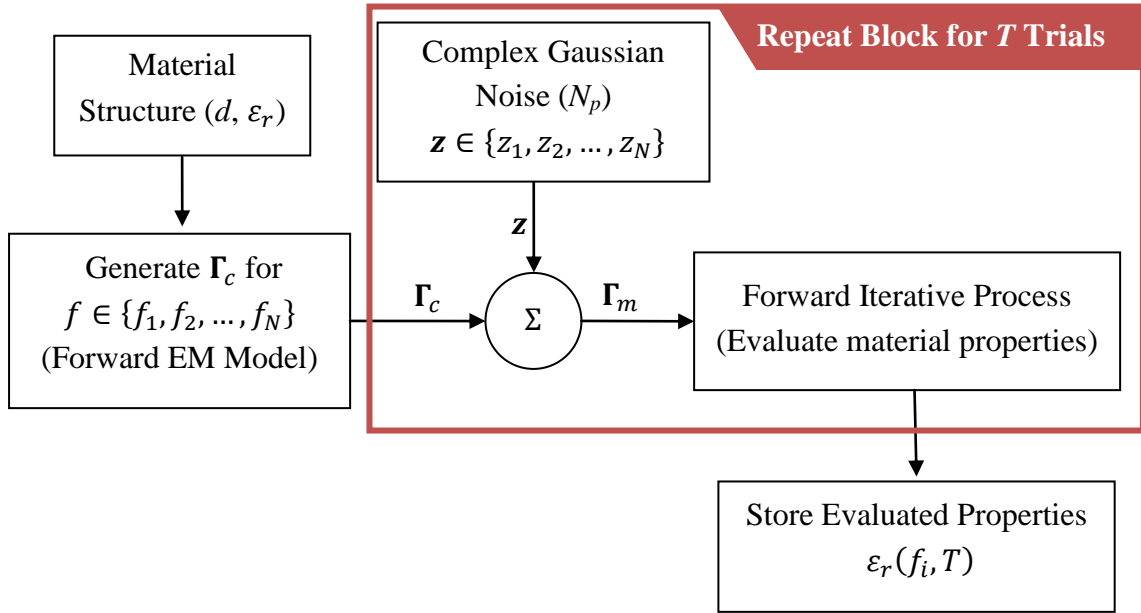 Repeat Block for T Trials
Material
Structure (d, εr)
Complex Gaussian
Noise (Np)
z ∈ {z1, z2, … , zN}
z
Generate Γc for
f ∈ {f1, f2, … , fN}
(Forward EM Model)
Γc
Σ
Γm
Forward Iterative Process
(Evaluate material properties)
Store Evaluated Properties
εr(fi, T)